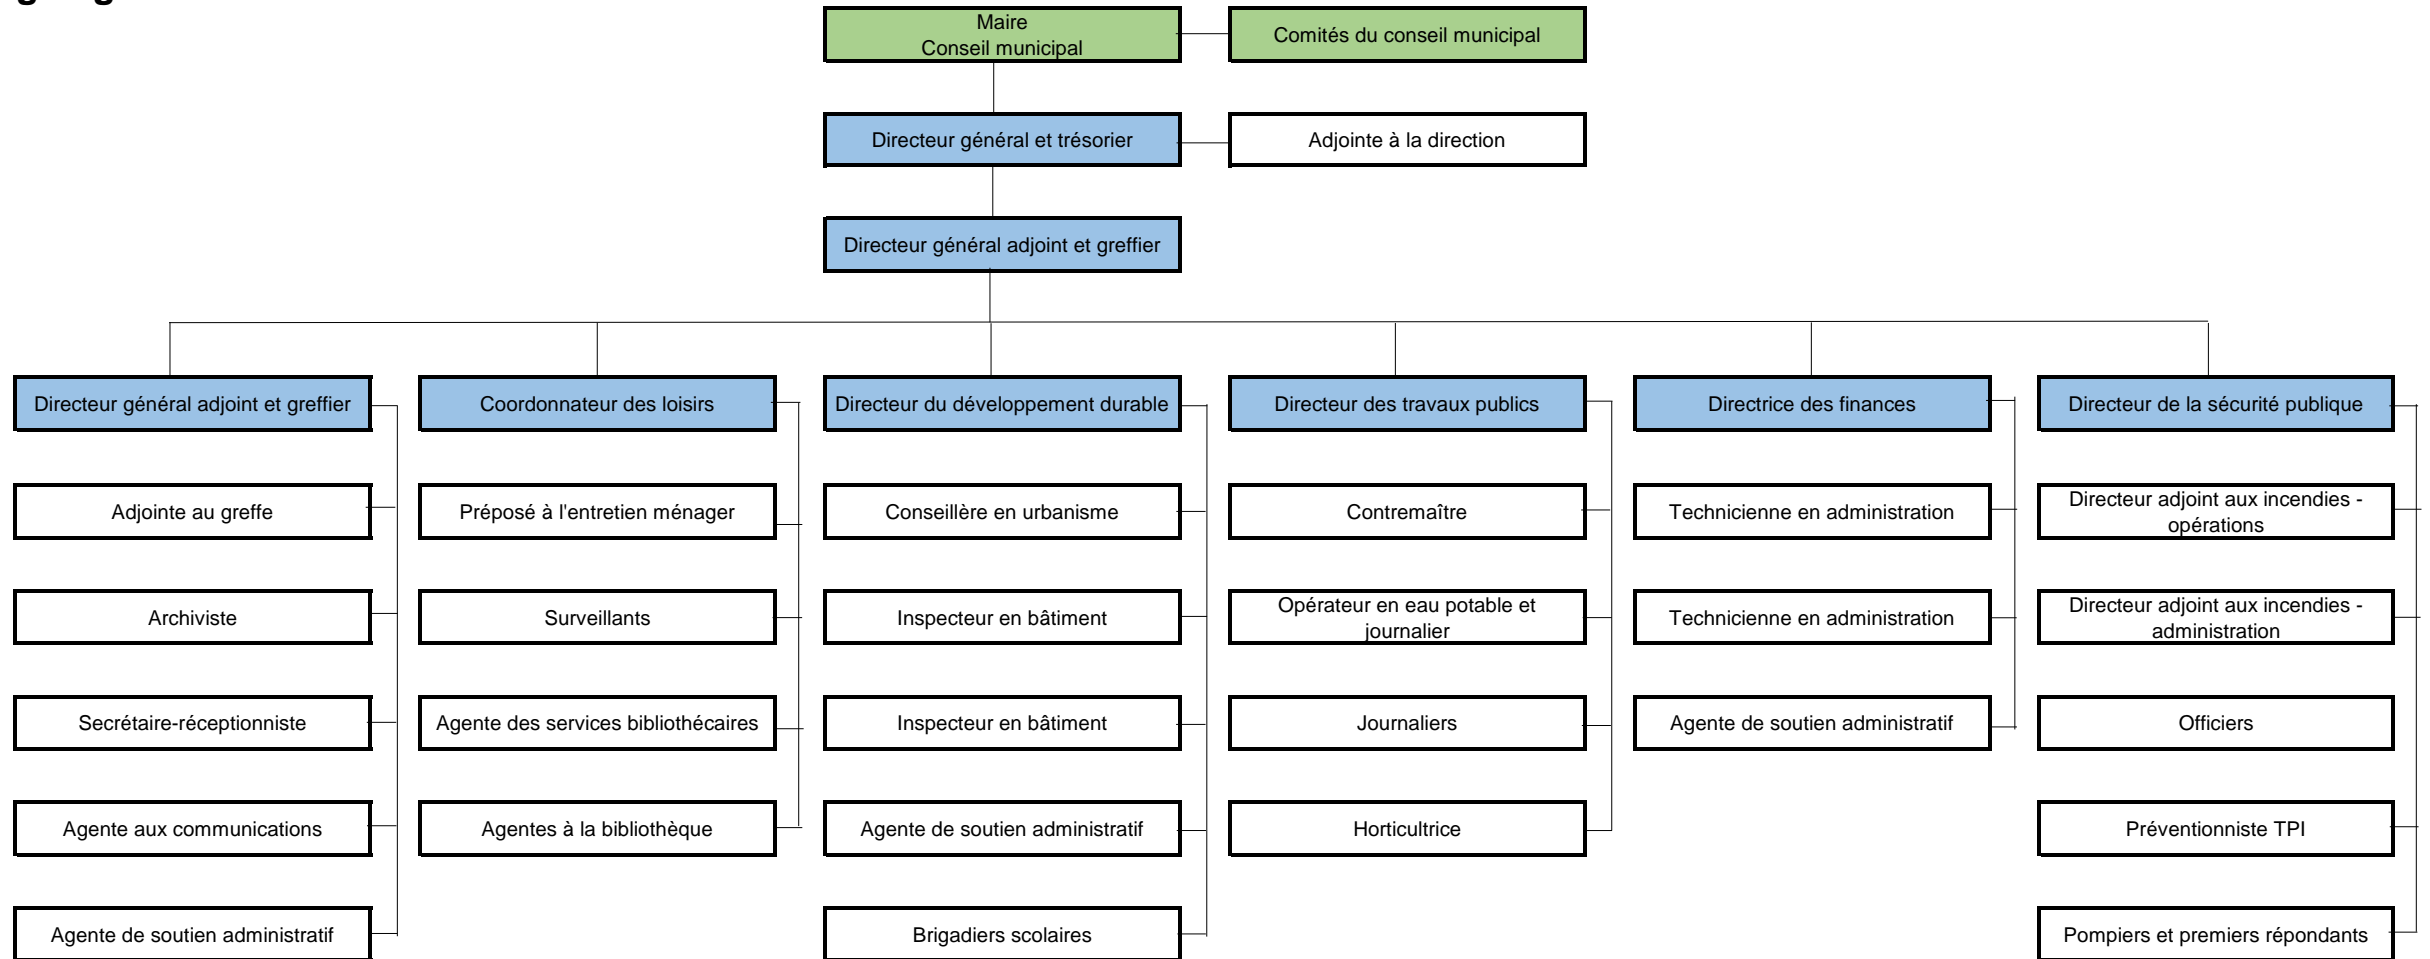 Maire
Conseil municipal
Comités du conseil municipal
Directeur général et trésorier
Adjointe à la direction
Directeur général adjoint et greffier
Directeur général adjoint et greffier
Coordonnateur des loisirs
Directeur du développement durable
Directeur des travaux publics
Directrice des finances
Directeur de la sécurité publique
Adjointe au greffe
Préposé à l'entretien ménager
Conseillère en urbanisme
Contremaître
Technicienne en administration
Directeur adjoint aux incendies -
opérations
Archiviste
Surveillants
Inspecteur en bâtiment
Opérateur en eau potable et
journalier
Technicienne en administration
Directeur adjoint aux incendies -
administration
Secrétaire-réceptionniste
Agente des services bibliothécaires
Inspecteur en bâtiment
Journaliers
Agente de soutien administratif
Officiers
Agente aux communications
Agentes à la bibliothèque
Agente de soutien administratif
Horticultrice
Préventionniste TPI
Agente de soutien administratif
Brigadiers scolaires
Pompiers et premiers répondants